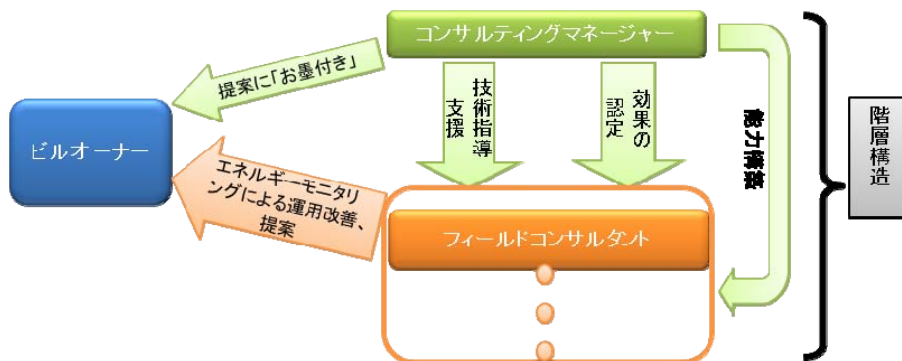 コンサルティングマネージャー
提案に「お墨付き」
技術指導
支援
効果の
認定
能力構築
階層構造
ビルオーナー
エネルギーモニタリ
ングによる運用改善、
提案
フィールドコンサルタント